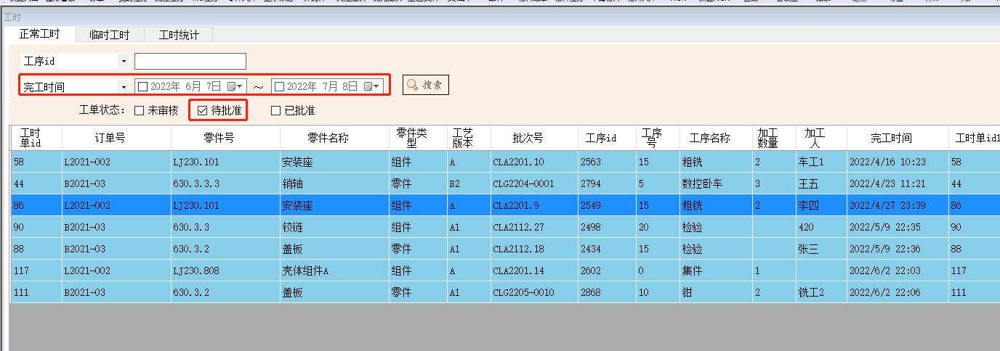 工时
正常工时 临时工时 工时统计
工序id
完工时间 2022年 6月 7日 ~ 2022年 7月 8日 搜索
工单状态: 未审核 待批准 已批准
工时单id 订单号 零件号 零件名称 零件类型 工艺版本 批次号 工序id 工序号 工序名称 加工数量 加工人 完工时间 工时单id1
58 L2021-002 LJ230.101 安装座 组件 A CLA2201.10 2563 15 粗铣 2 车工1 2022/4/16 10:23 58
44 B2021-03 630.3.3.3 销轴 零件 B2 CLG2204-0001 2794 5 数控卧车 3 王五 2022/4/23 11:21 44
86 L2021-002 LJ230.101 安装座 组件 A CLA2201.9 2549 15 粗铣 2 李四 2022/4/27 23:39 86
90 B2021-03 630.3.3 铰链 组件 A1 CLA2112.27 2498 20 检验 420 2022/5/9 22:35 90
88 B2021-03 630.3.2 盖板 零件 A1 CLA2112.18 2434 15 检验 张三 2022/5/9 22:36 88
117 L2021-002 LJ230.808 壳体组件A 组件 A CLA2201.14 2602 0 集件 1 2022/6/2 22:03 117
111 B2021-03 630.3.2 盖板 零件 A1 CLG2205-0010 2868 10 钳 2 铣工2 2022/6/2 22:06 111